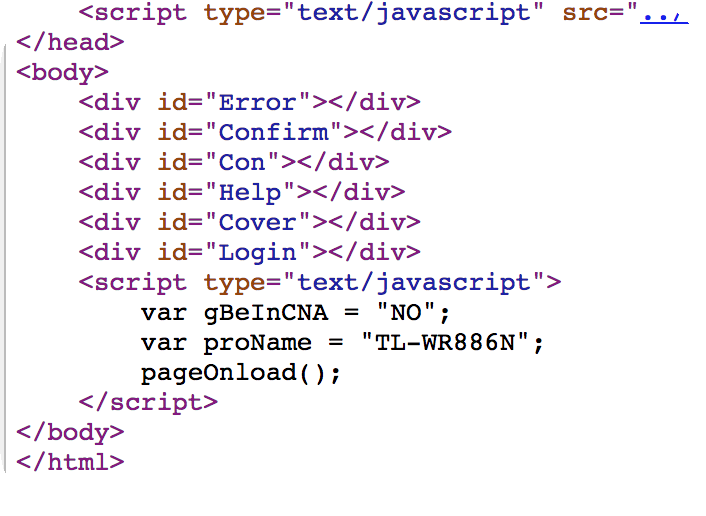 <script type="text/javascript" src="../
</head>
<body>
<div id="Error"></div>
<div id="Confirm"></div>
<div id="Con"></div>
<div id="Help"></div>
<div id="Cover"></div>
<div id="Login"></div>
<script type="text/javascript">
var gBeInCNA = "NO";
var proName = "TL-WR886N";
pageOnload();
</script>
</body>
</html>